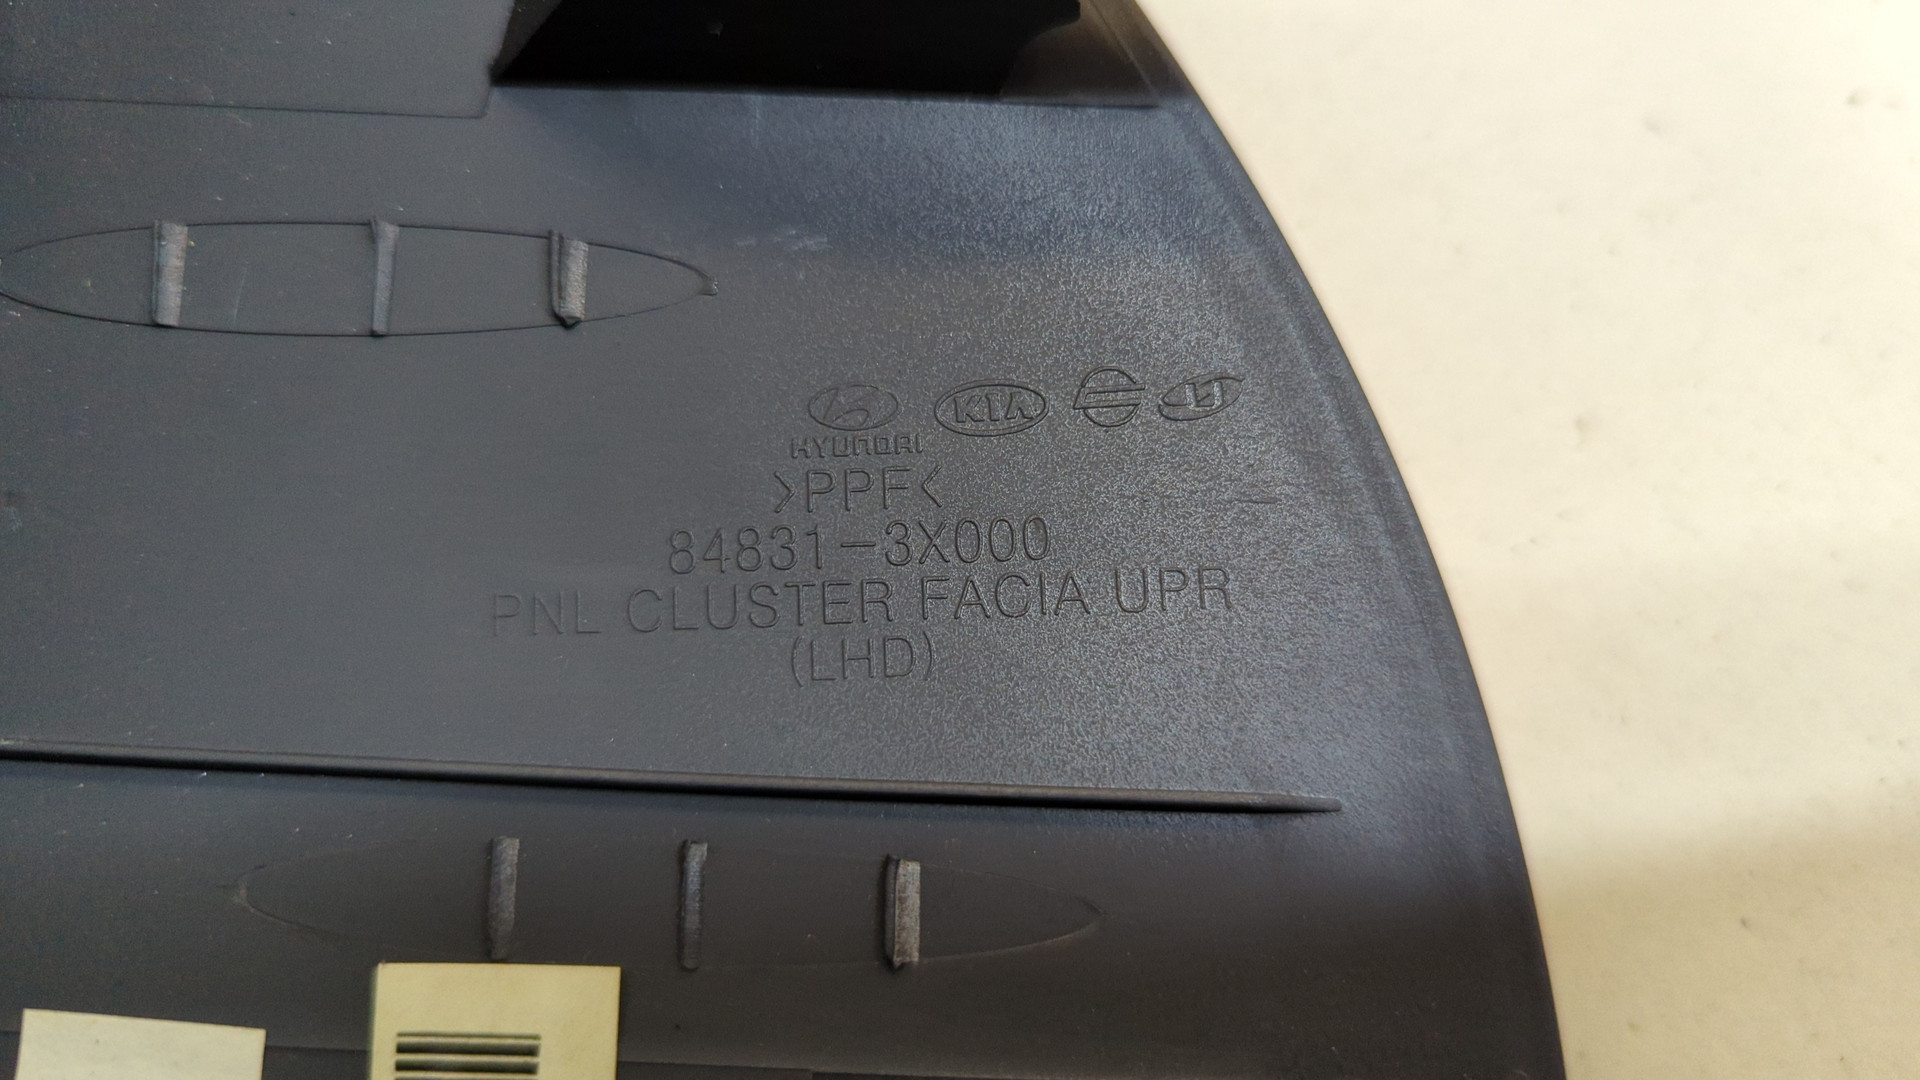 KIA
HYUNDAI
>PPF<
84831-3X000
PNL CLUSTER FACIA UPR
(LHD)